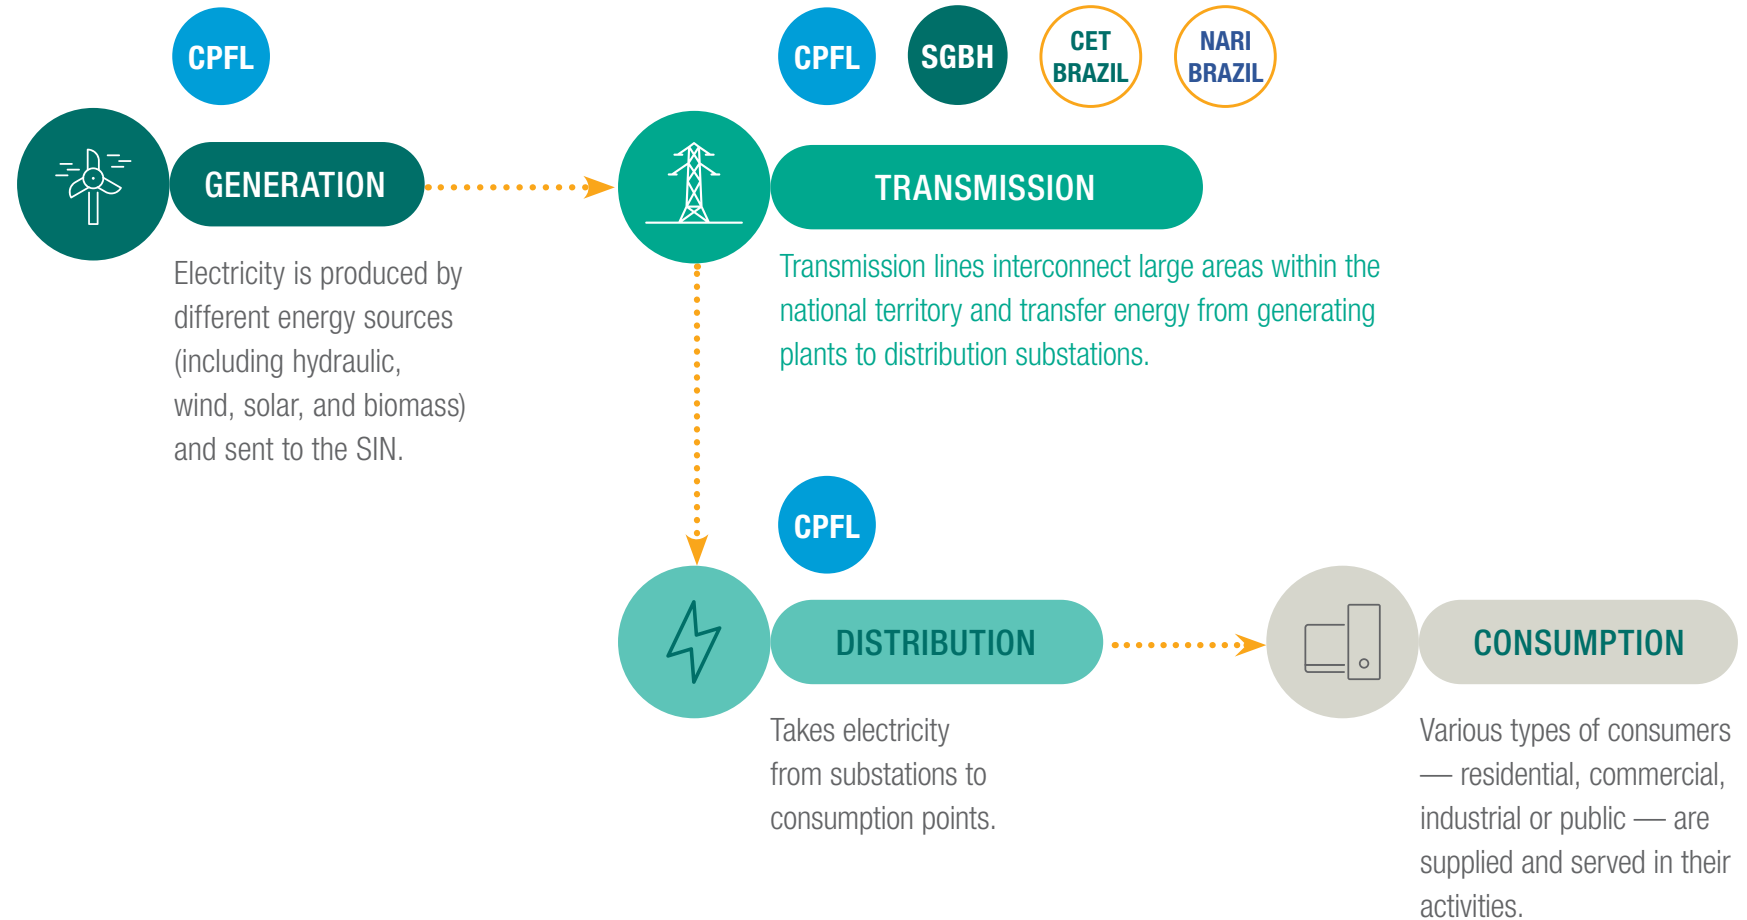 CPFL
GENERATION
Electricity is produced by
different energy sources
(including hydraulic,
wind, solar, and biomass)
and sent to the SIN.
CPFL
SGBH
CET
BRAZIL
NARI
BRAZIL
TRANSMISSION
Transmission lines interconnect large areas within the
national territory and transfer energy from generating
plants to distribution substations.
CPFL
DISTRIBUTION
Takes electricity
from substations to
consumption points.
CONSUMPTION
Various types of consumers
— residential, commercial,
industrial or public — are
supplied and served in their
activities.